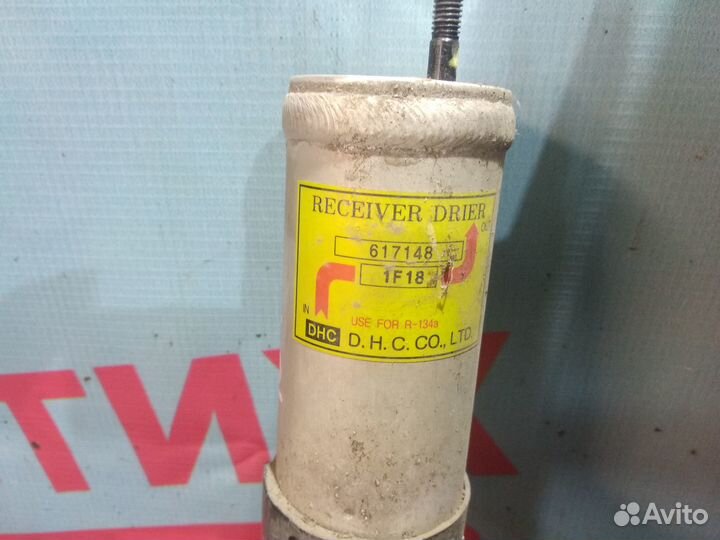 RECEIVER DRIER
617148
1F18
IN
USE FOR R-134a
DHC D. H. C. CO., LTD.
Avito